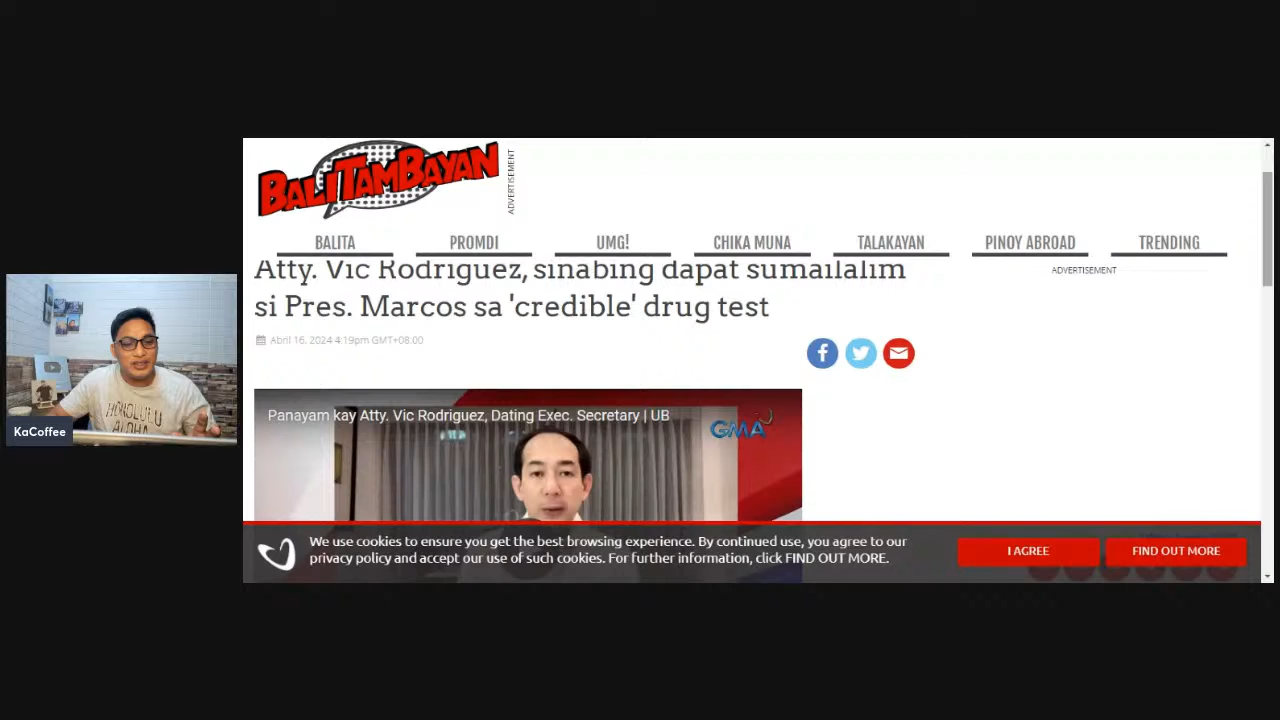 BALITAMBAYAN
ADVERTISEMENT
BALITA
PROMDI
UMG!
CHIKA MUNA
TALAKAYAN
PINOY ABROAD
TRENDING
Atty. Vic Rodriguez, sinabing dapat sumailalim
si Pres. Marcos sa 'credible' drug test
ADVERTISEMENT
Abril 16, 2024 4:19pm GMT+08:00
Panayam kay Atty. Vic Rodriguez, Dating Exec. Secretary | UB
GMA
HONOLULU
ALOHA
KaCoffee
We use cookies to ensure you get the best browsing experience. By continued use, you agree to our
privacy policy and accept our use of such cookies. For further information, click FIND OUT MORE.
I AGREE
FIND OUT MORE